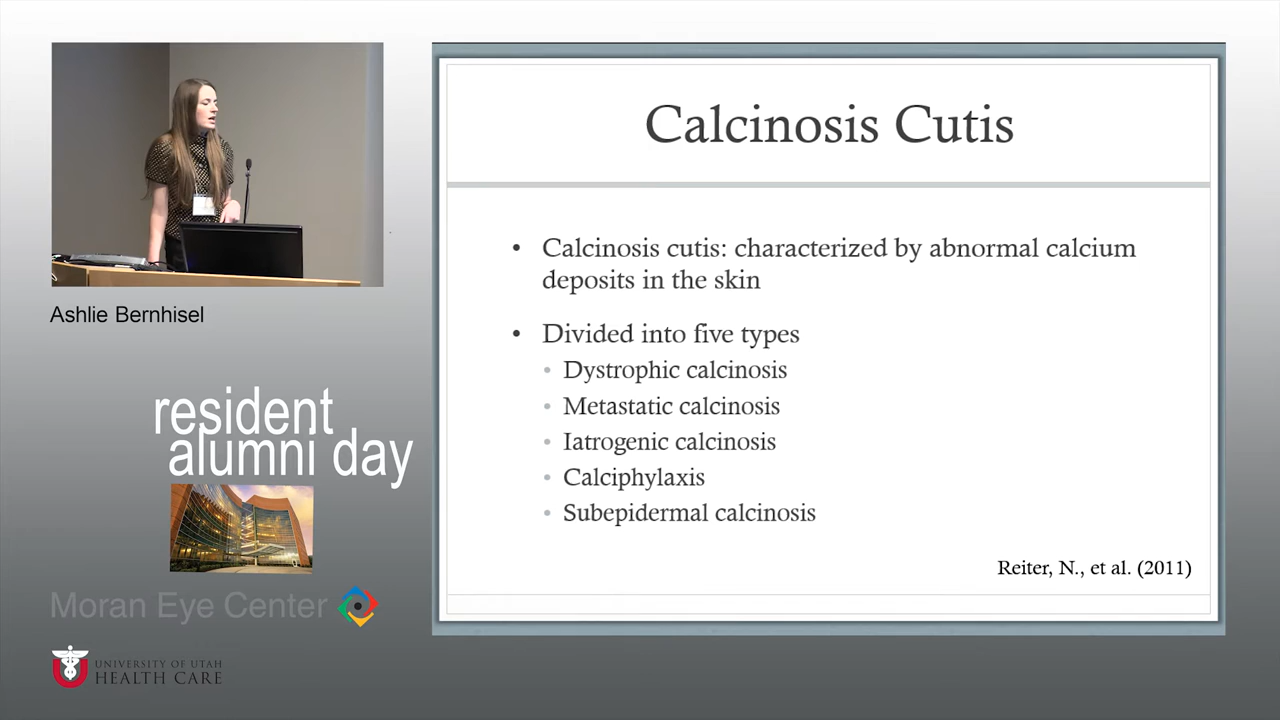 Calcinosis Cutis
• Calcinosis cutis: characterized by abnormal calcium
deposits in the skin
• Divided into five types
• Dystrophic calcinosis
• Metastatic calcinosis
• Iatrogenic calcinosis
• Calciphylaxis
• Subepidermal calcinosis
Reiter, N., et al. (2011)
Ashlie Bernhisel
resident
alumni day
Moran Eye Center
UNIVERSITY OF UTAH
HEALTH CARE